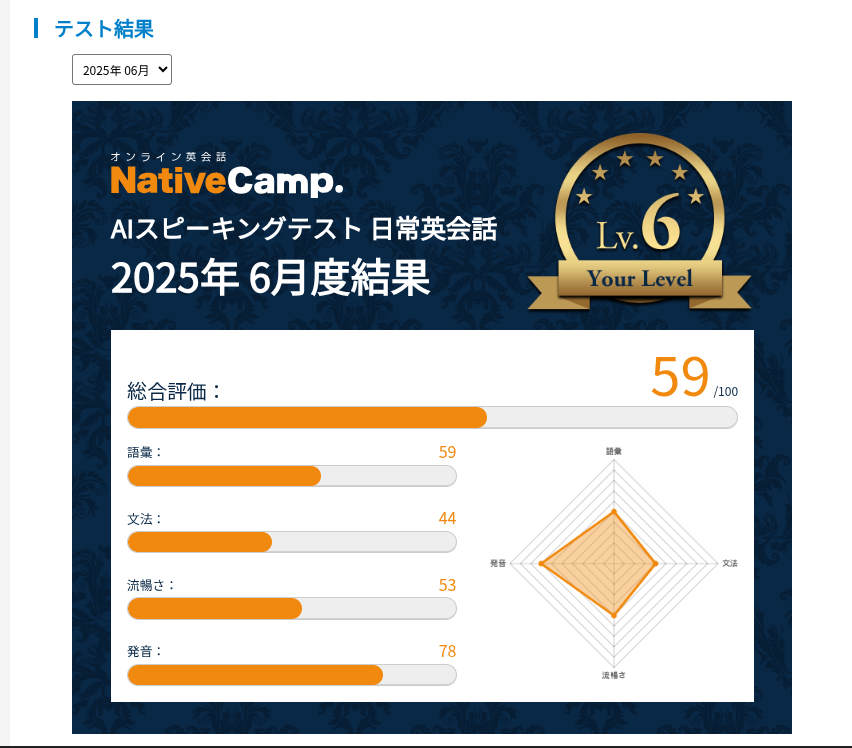 テスト結果
2025年 06月
オンライン英会話
NativeCamp.
AIスピーキングテスト 日常英会話
2025年 6月度結果
Lv.6
Your Level
総合評価：
59 /100
語彙：
59
文法：
44
流暢さ：
53
発音：
78
語彙
発音
文法
流暢さ